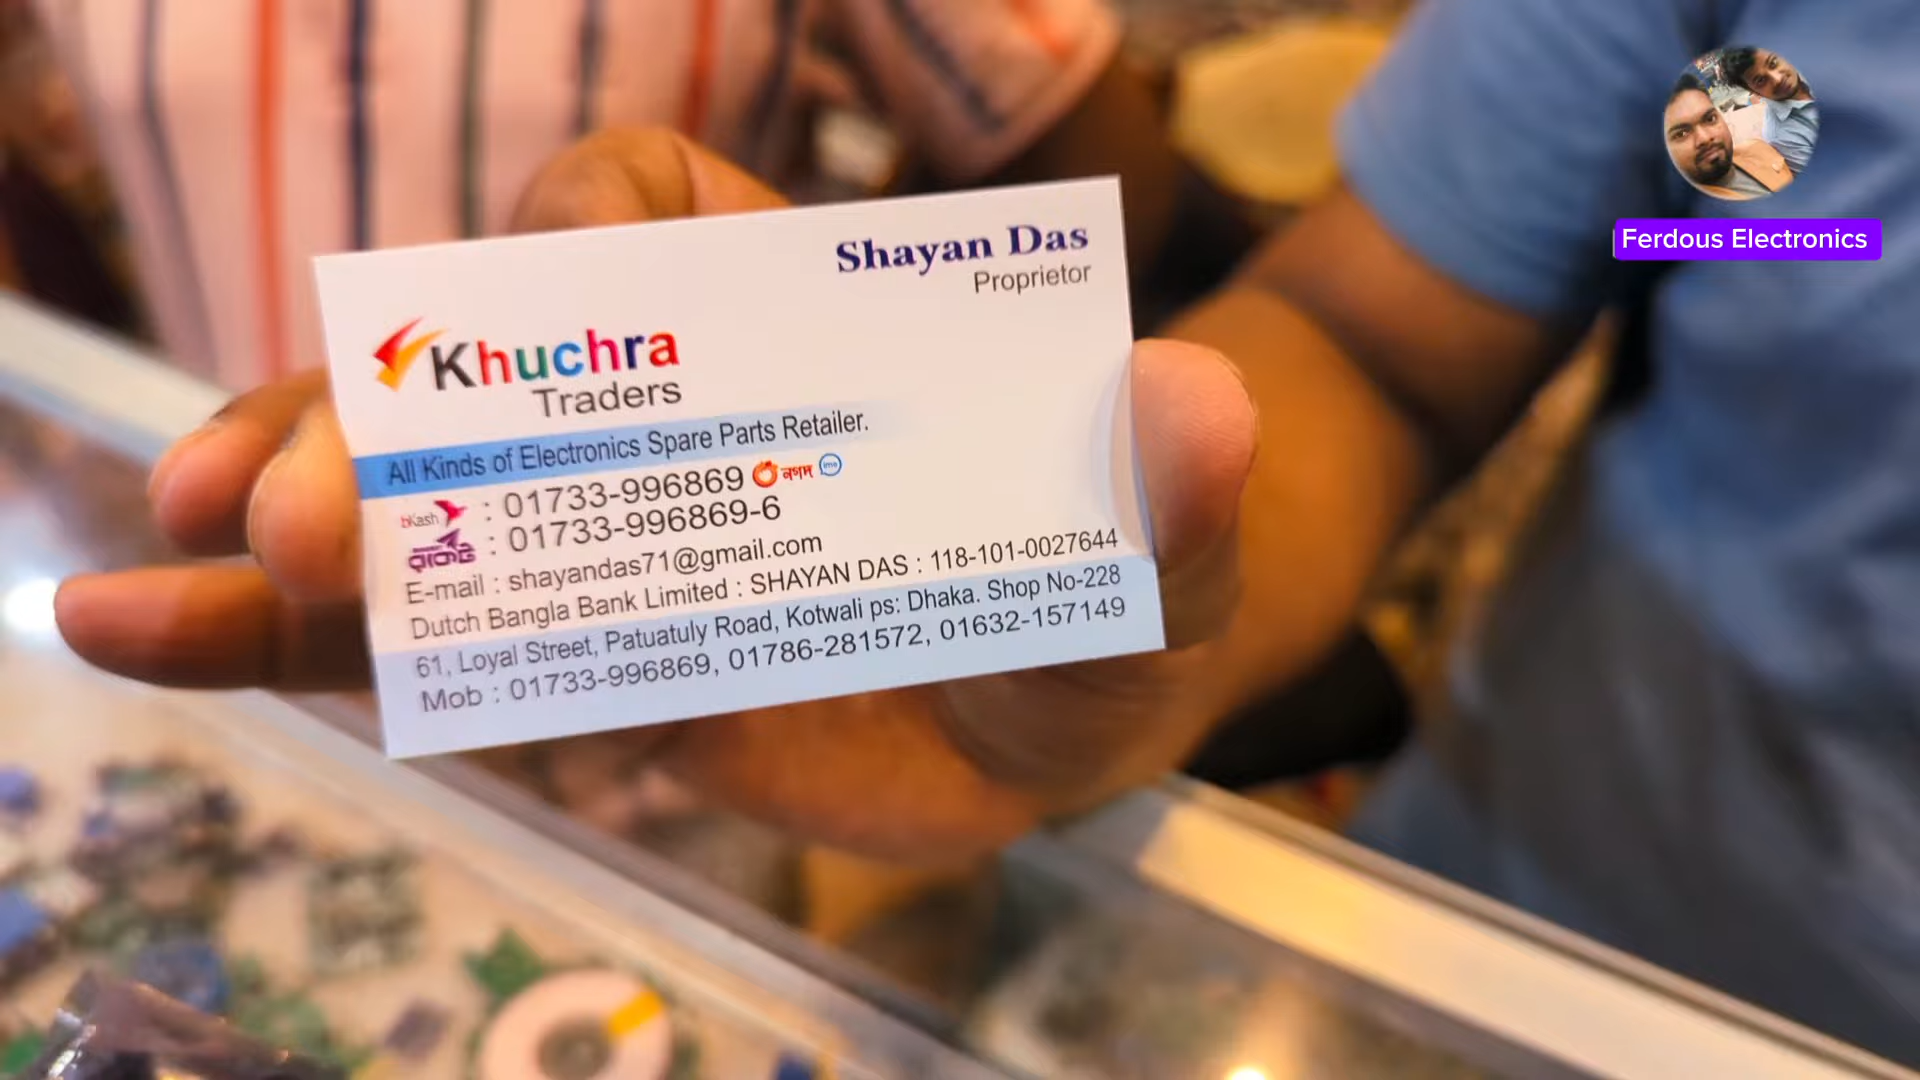 Shayan Das
Proprietor
Khuchra
Traders
All Kinds of Electronics Spare Parts Retailer.
bKash : 01733-996869 নগদ imo
রকেট : 01733-996869-6
E-mail : shayandas71@gmail.com
Dutch Bangla Bank Limited : SHAYAN DAS : 118-101-0027644
61, Loyal Street, Patuatuly Road, Kotwali ps: Dhaka. Shop No-228
Mob : 01733-996869, 01786-281572, 01632-157149
Ferdous Electronics